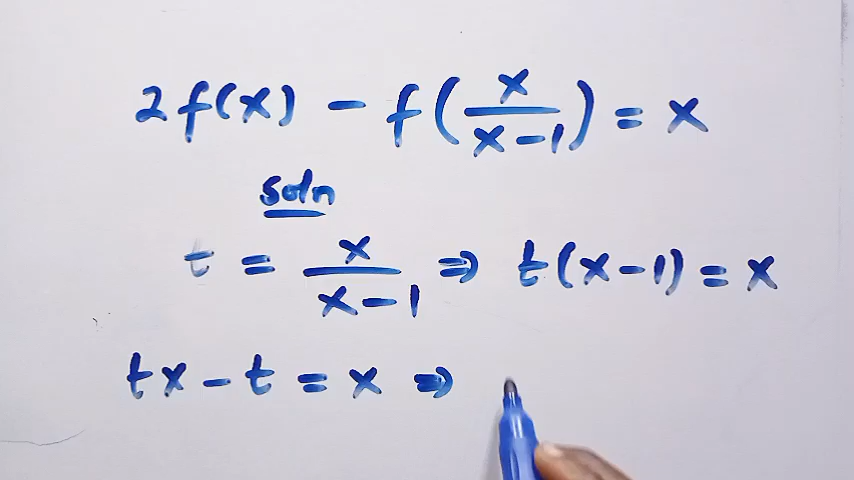 2f(x) - f(x/(x-1)) = x
soln
t = x/(x-1) ⇒ t(x-1) = x
tx - t = x ⇒